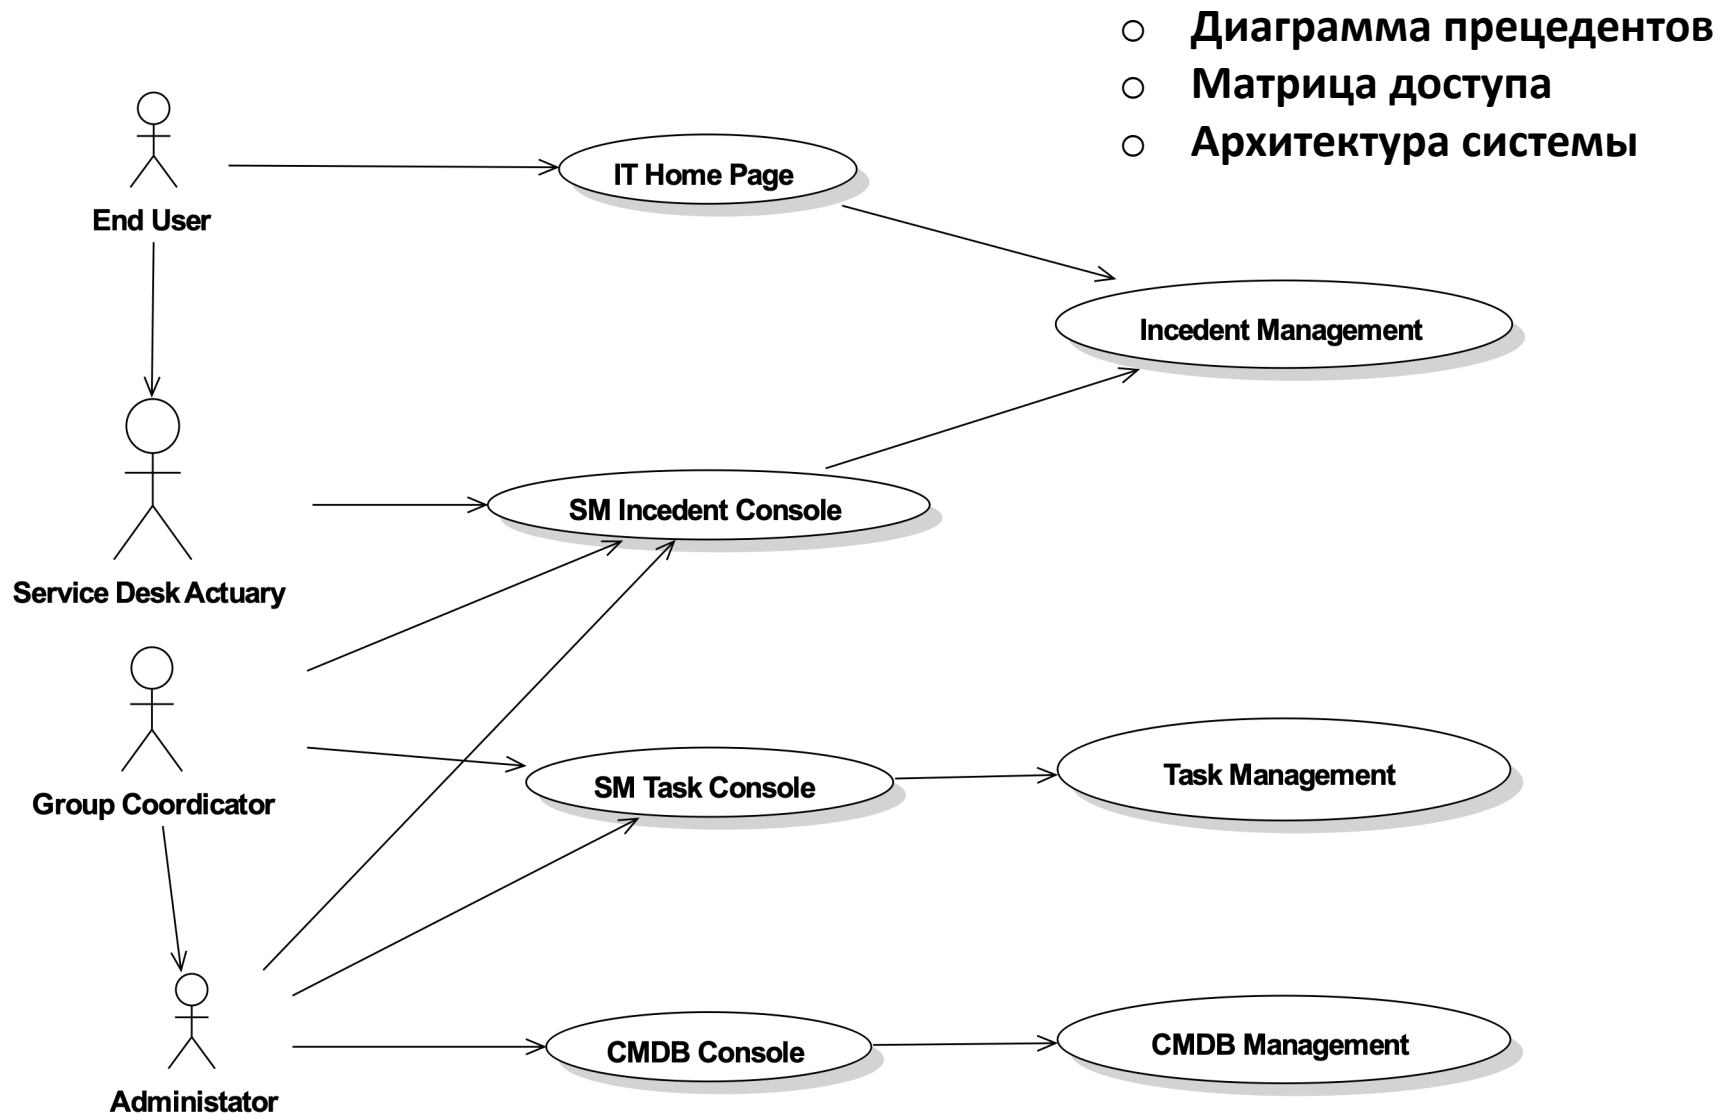 Диаграмма прецедентов
Матрица доступа
Архитектура системы
IT Home Page
End User
Incedent Management
SM Incedent Console
Service Desk Actuary
SM Task Console
Task Management
Group Coordicator
CMDB Console
CMDB Management
Administator